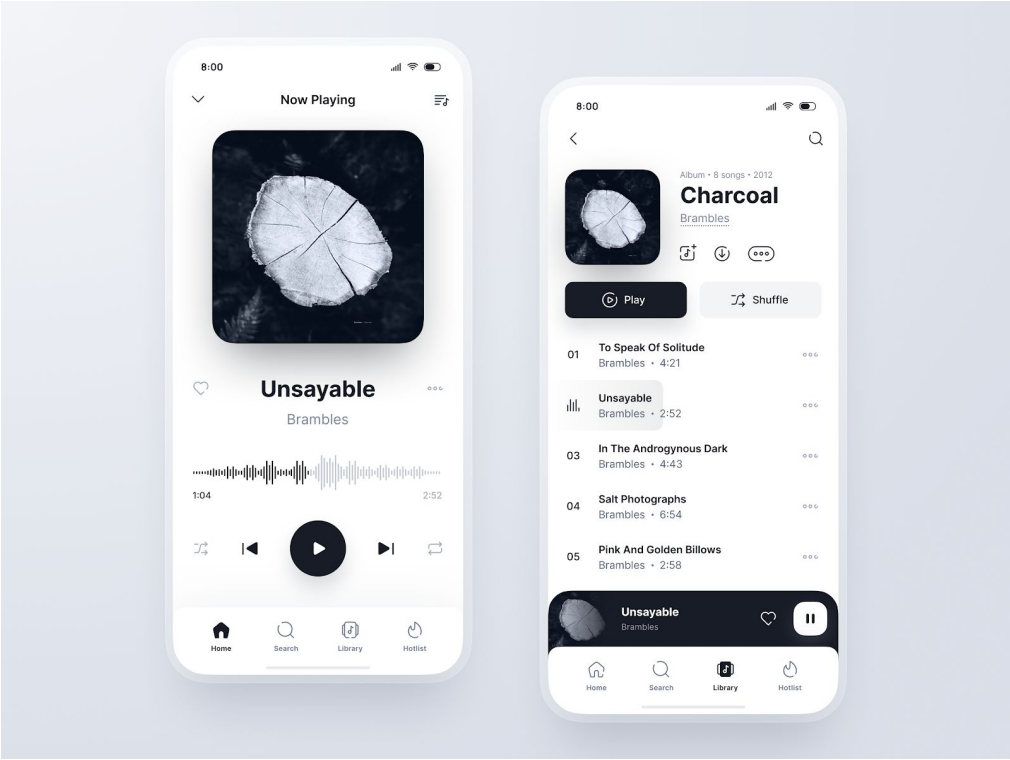 8:00
Now Playing
Unsayable
Brambles
1:04 2:52
Home Search Library Hotlist
8:00
Album • 8 songs • 2012
Charcoal
Brambles
Play Shuffle
01 To Speak Of Solitude
Brambles • 4:21
Unsayable
Brambles • 2:52
03 In The Androgynous Dark
Brambles • 4:43
04 Salt Photographs
Brambles • 6:54
05 Pink And Golden Billows
Brambles • 2:58
Unsayable
Brambles
Home Search Library Hotlist